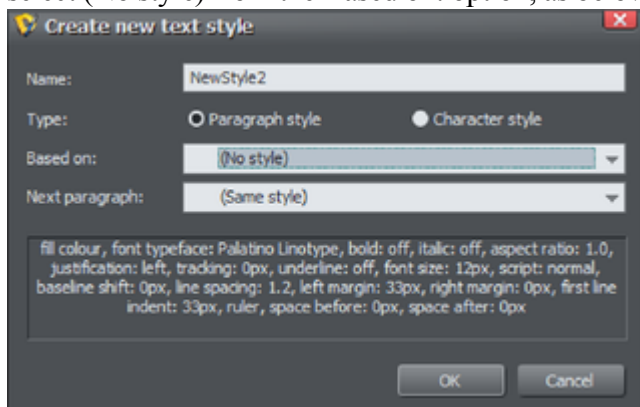 select (No style) from the Based on option, as below
Create new text style
Name: NewStyle2
Type: Paragraph style Character style
Based on: (No style)
Next paragraph: (Same style)
fill colour, font typeface: Palatino Linotype, bold: off, italic: off, aspect ratio: 1.0,
justification: left, tracking: 0px, underline: off, font size: 12px, script: normal,
baseline shift: 0px, line spacing: 1.2, left margin: 33px, right margin: 0px, first line
indent: 33px, ruler, space before: 0px, space after: 0px
OK Cancel